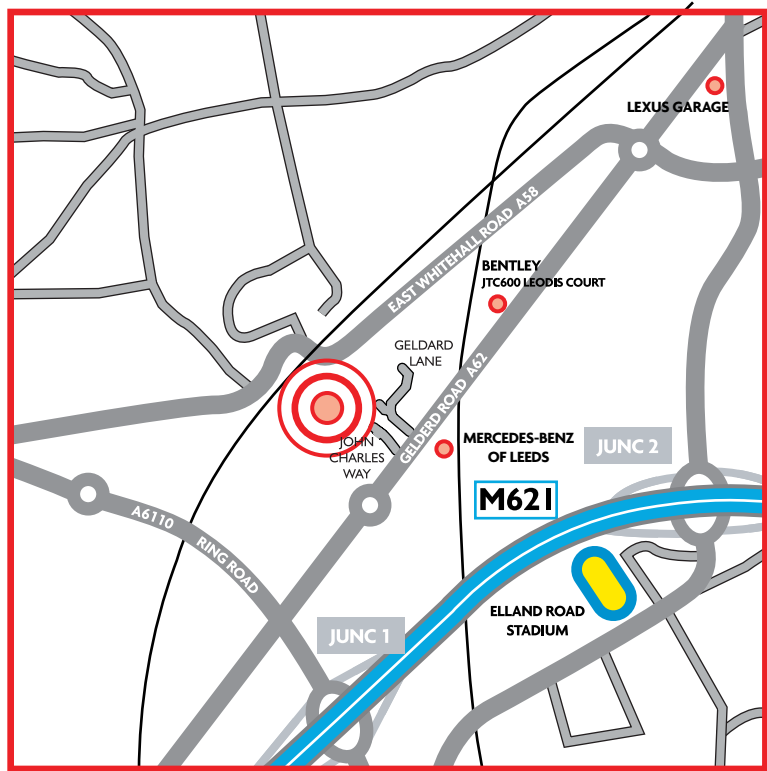 LEXUS GARAGE
EAST WHITEHALL ROAD A58
BENTLEY
JTC600 LEODIS COURT
GELDARD
LANE
GELDERD ROAD A62
JOHN
CHARLES
WAY
MERCEDES-BENZ
OF LEEDS
JUNC 2
M621
A6110
RING ROAD
ELLAND ROAD
STADIUM
JUNC 1